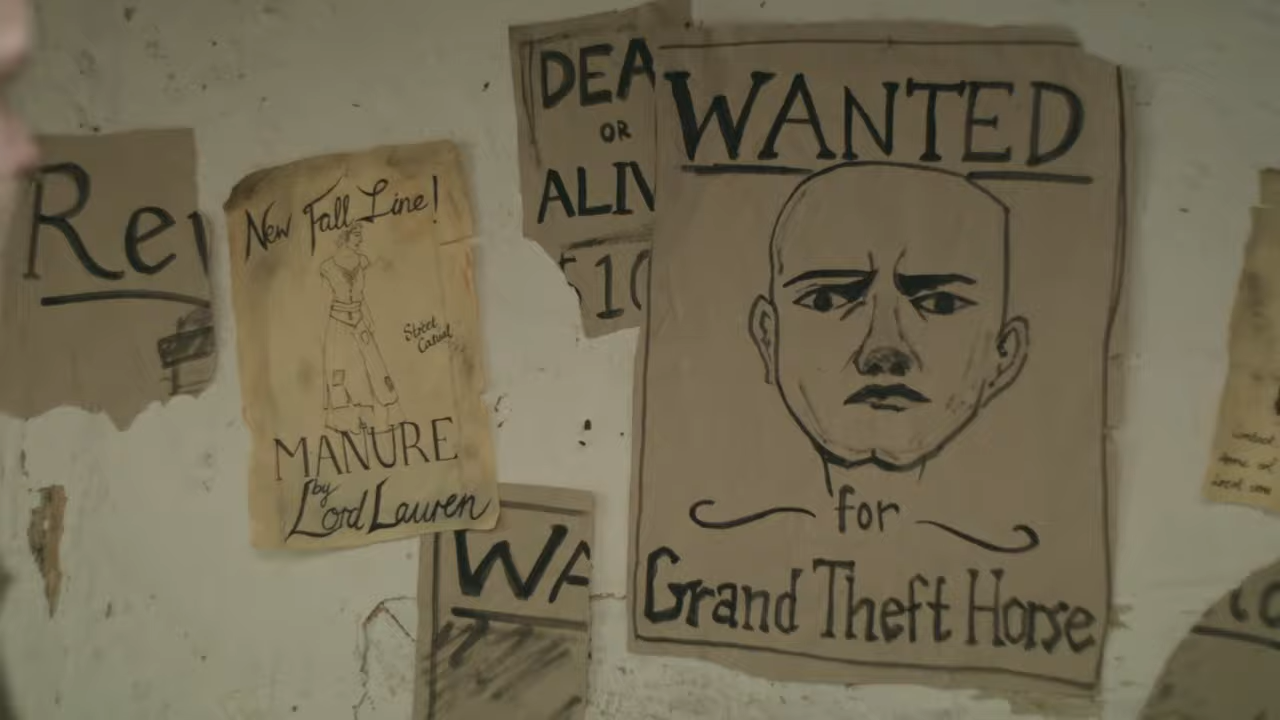 Re
New Fall Line!
Street
Casual
MANURE
by
Lord Lauren
DEA
OR
ALIV
$10
WA
WANTED
for
Grand Theft Horse